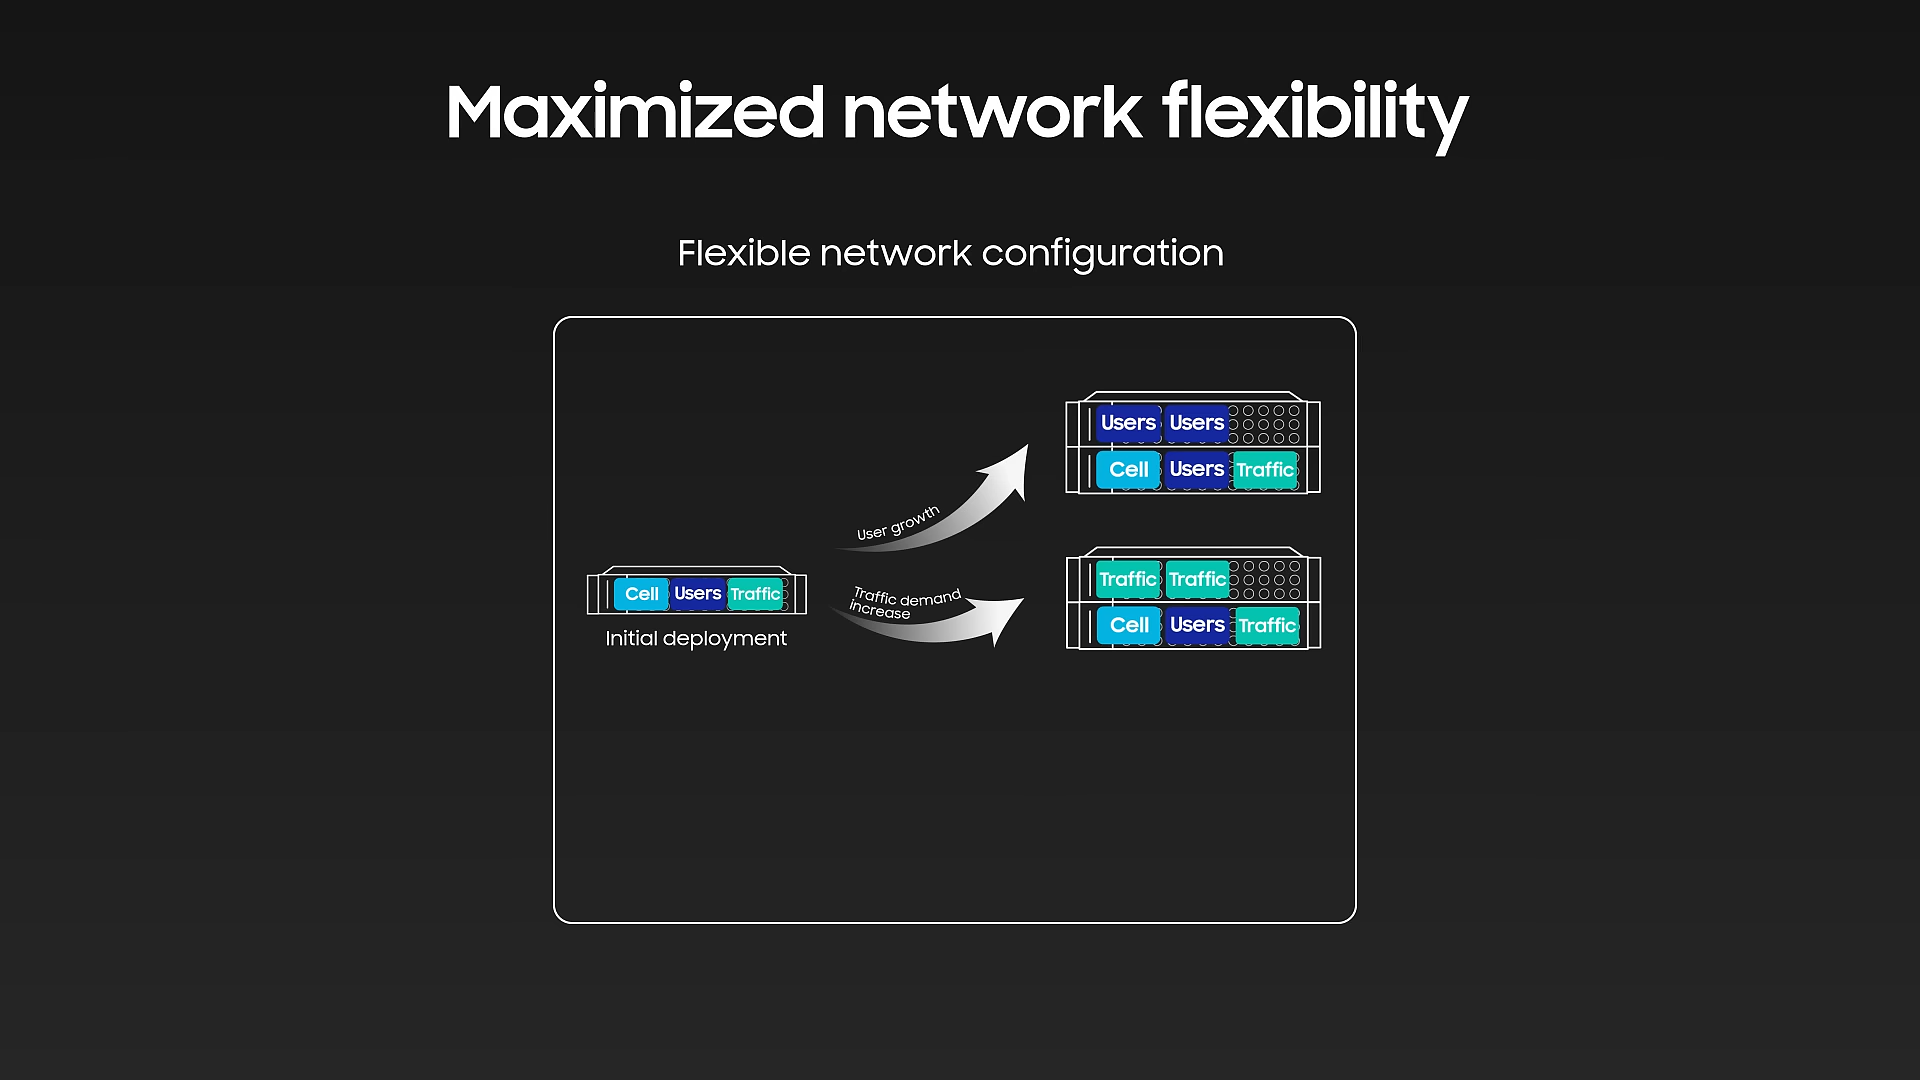 Maximized network flexibility
Flexible network configuration
Users Users
Cell Users Traffic
User growth
Traffic demand
increase
Traffic Traffic
Cell Users Traffic
Cell Users Traffic
Initial deployment